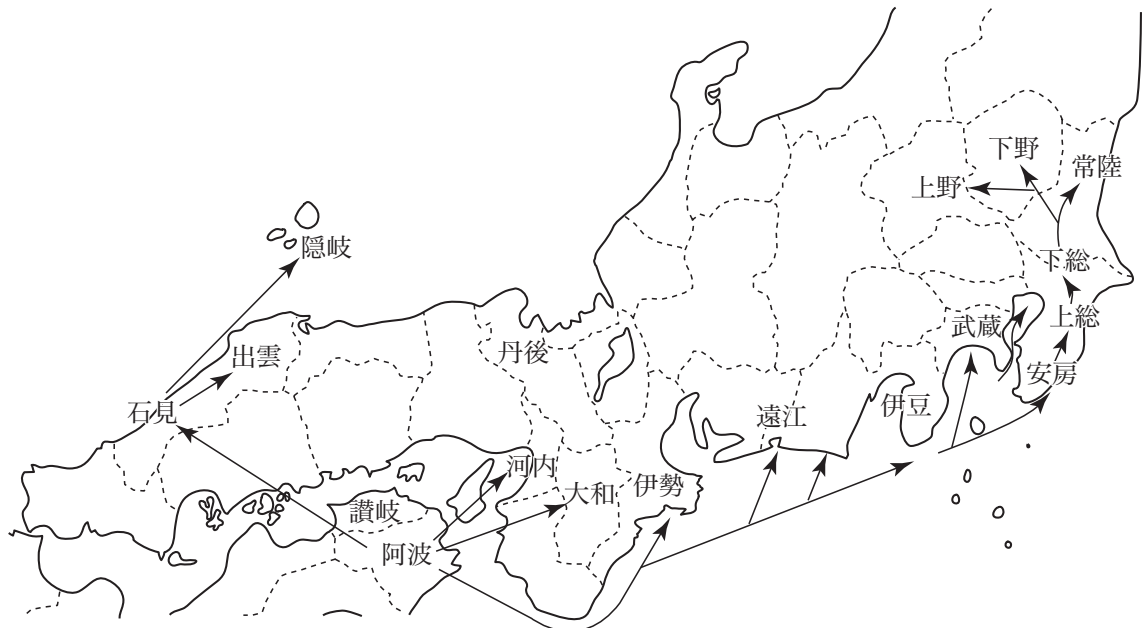 下野
常陸
上野
隠岐
下総
上総
武蔵
丹後
出雲
安房
石見
遠江
伊豆
河内
大和
伊勢
讃岐
阿波